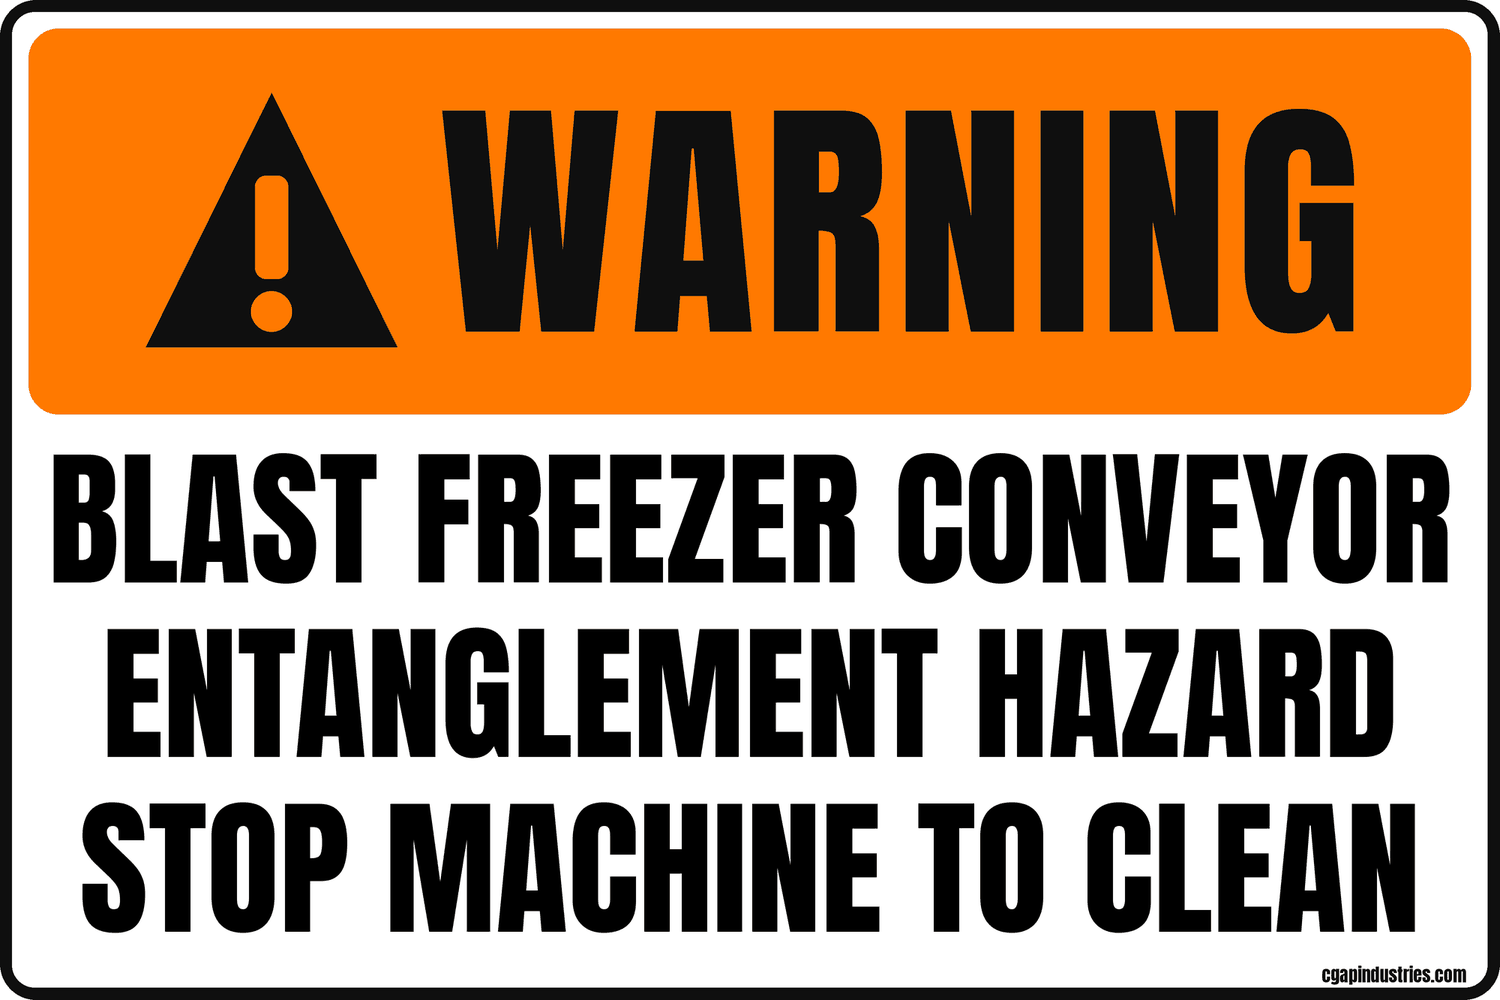 WARNING
BLAST FREEZER CONVEYOR
ENTANGLEMENT HAZARD
STOP MACHINE TO CLEAN
cgapindustries.com